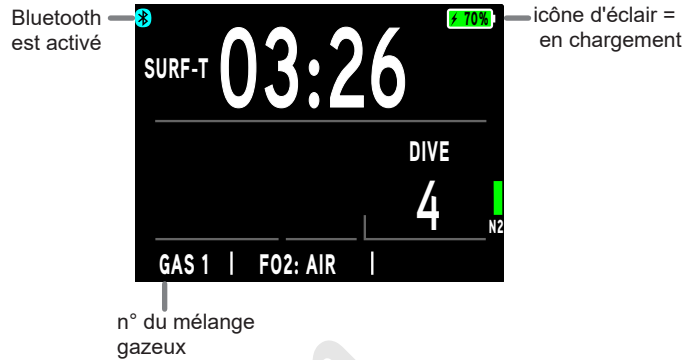 Bluetooth
est activé
70%
icône d'éclair =
en chargement
SURF-T 03:26
DIVE
4
N2
GAS 1 | FO2: AIR |
n° du mélange
gazeux